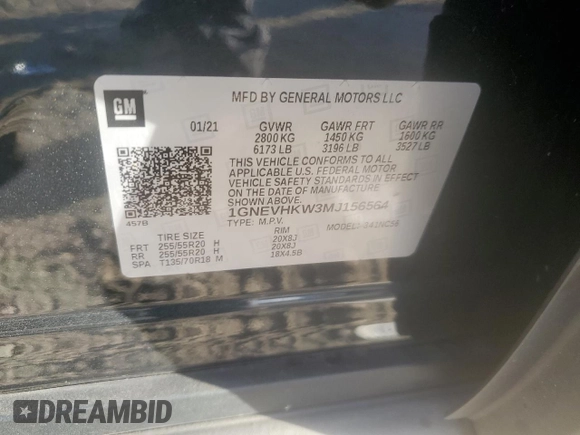 GM
MFD BY GENERAL MOTORS LLC
01/21 GVWR GAWR FRT GAWR RR
2800 KG 1450 KG 1600 KG
6173 LB 3196 LB 3527 LB
THIS VEHICLE CONFORMS TO ALL
APPLICABLE U.S. FEDERAL MOTOR
VEHICLE SAFETY STANDARDS IN
EFFECT ON THE DATE OF
MANUFACTURE SHOWN ABOVE.
1GNEVHKW3MJ156564
TYPE: M.P.V. MODEL:
457B
TIRE SIZE RIM
FRT 255/55R20 H 20X8J
RR 255/55R20 H 20X8J
SPA T135/70R18 M 18X4.5B
DREAMBID